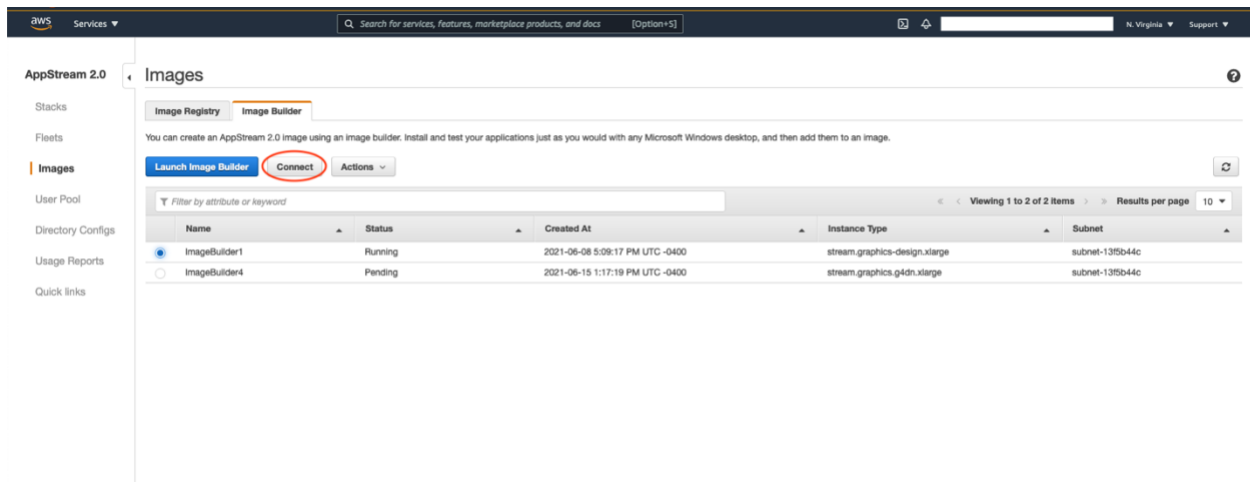 aws Services ▼ Search for services, features, marketplace products, and docs [Option+S] N. Virginia ▼ Support ▼
AppStream 2.0
Stacks
Fleets
Images
User Pool
Directory Configs
Usage Reports
Quick links
Images
Image Registry Image Builder
You can create an AppStream 2.0 image using an image builder. Install and test your applications just as you would with any Microsoft Windows desktop, and then add them to an image.
Launch Image Builder Connect Actions
Filter by attribute or keyword « < Viewing 1 to 2 of 2 Items > » Results per page 10
Name Status Created At Instance Type Subnet
ImageBuilder1 Running 2021-06-08 5:09:17 PM UTC -0400 stream.graphics-design.xlarge subnet-13f5b44c
ImageBuilder4 Pending 2021-06-15 1:17:19 PM UTC -0400 stream.graphics.g4dn.xlarge subnet-13f5b44c